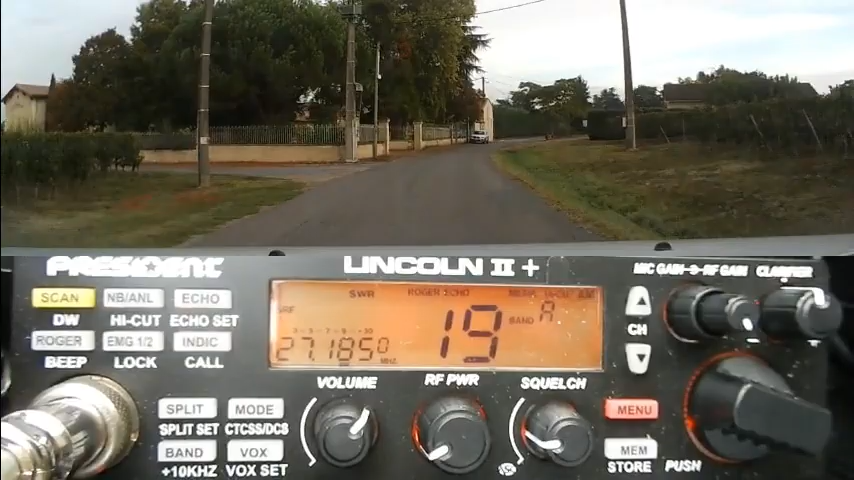 PRESIDENT LINCOLN II + MIC GAIN RF GAIN CLARIFIER
SCAN NB/ANL ECHO
DW HI-CUT ECHO SET
ROGER EMG 1/2 INDIC
BEEP LOCK CALL
SWR ROGER ECHO
19 BAND A
27.1850 MHz
CH
VOLUME RF PWR SQUELCH
SPLIT MODE
SPLIT SET CTCSS/DCS
BAND VOX
+10KHZ VOX SET
MENU
MEM
STORE PUSH